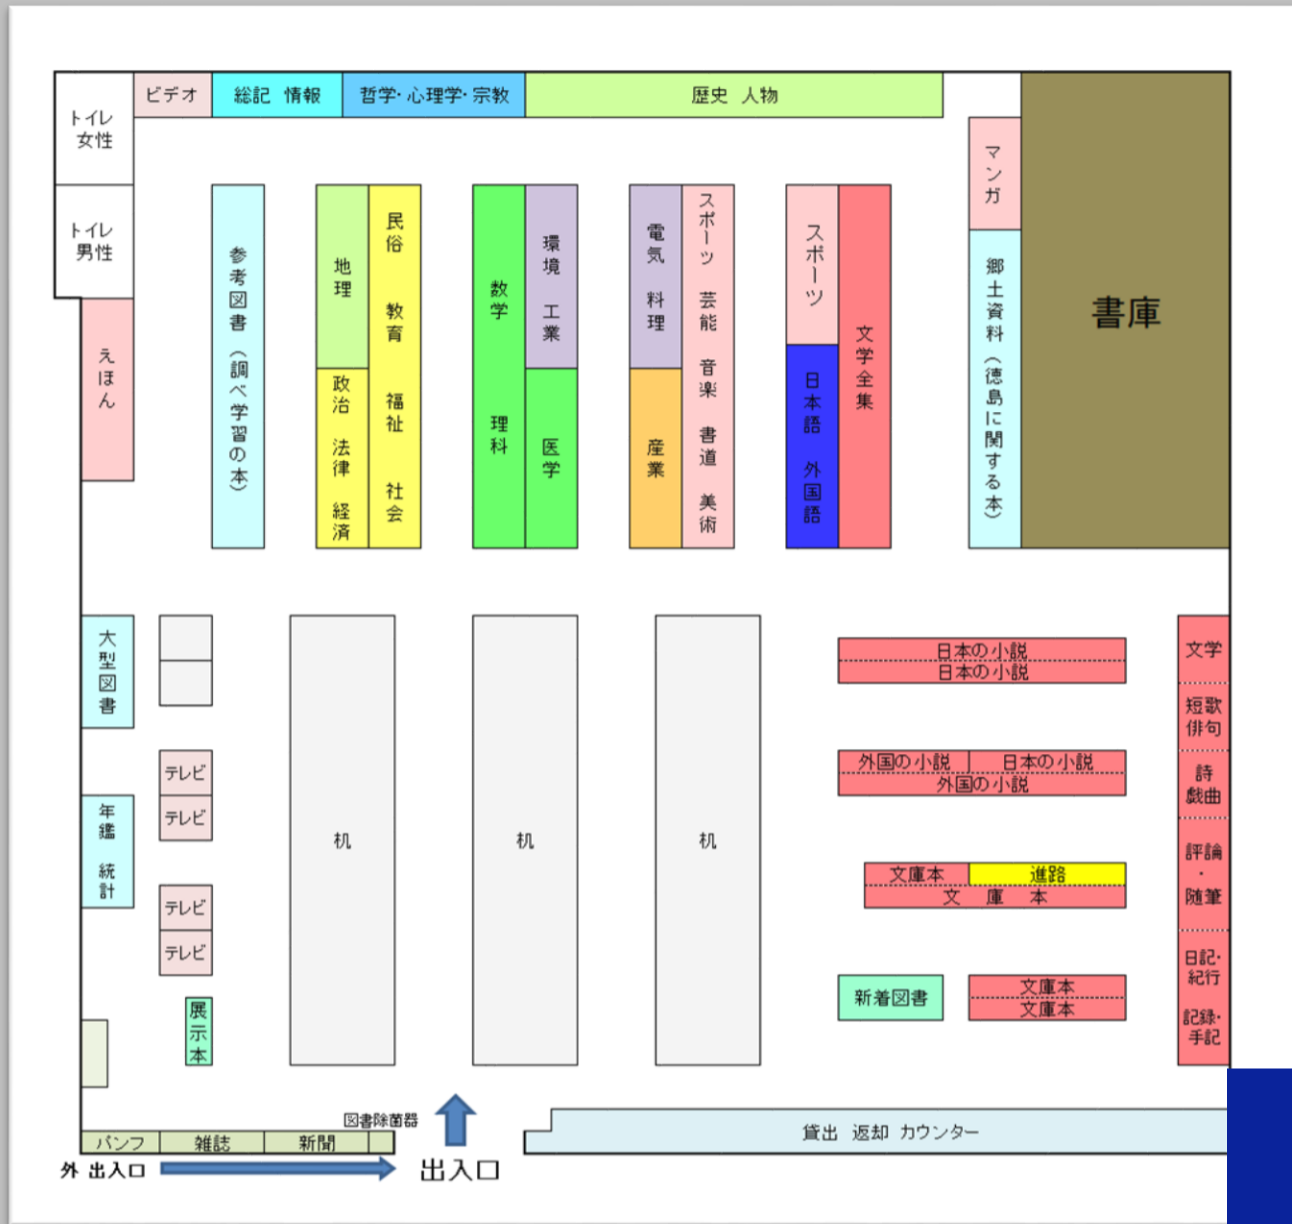 トイレ
女性
ビデオ
総記 情報
哲学・心理学・宗教
歴史 人物
トイレ
男性
えほん
参考図書（調べ学習の本）
地理
政治 法律 経済
民俗 教育 福祉 社会
数学 理科
環境 工業
医学
電気 料理
産業
スポーツ 芸能 音楽 書道 美術
スポーツ
日本語 外国語
文学全集
マンガ
郷土資料（徳島に関する本）
書庫
大型図書
年鑑 統計
テレビ
テレビ
テレビ
テレビ
展示本
机
机
机
日本の小説
日本の小説
外国の小説
日本の小説
外国の小説
文庫本
進路
文 庫 本
新着図書
文庫本
文庫本
文学
短歌
俳句
詩
戯曲
評論
・
随筆
日記・
紀行
記録・
手記
図書除菌器
パンフ
雑誌
新聞
貸出 返却 カウンター
外 出入口
出入口